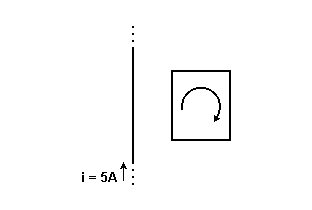 i = 5A